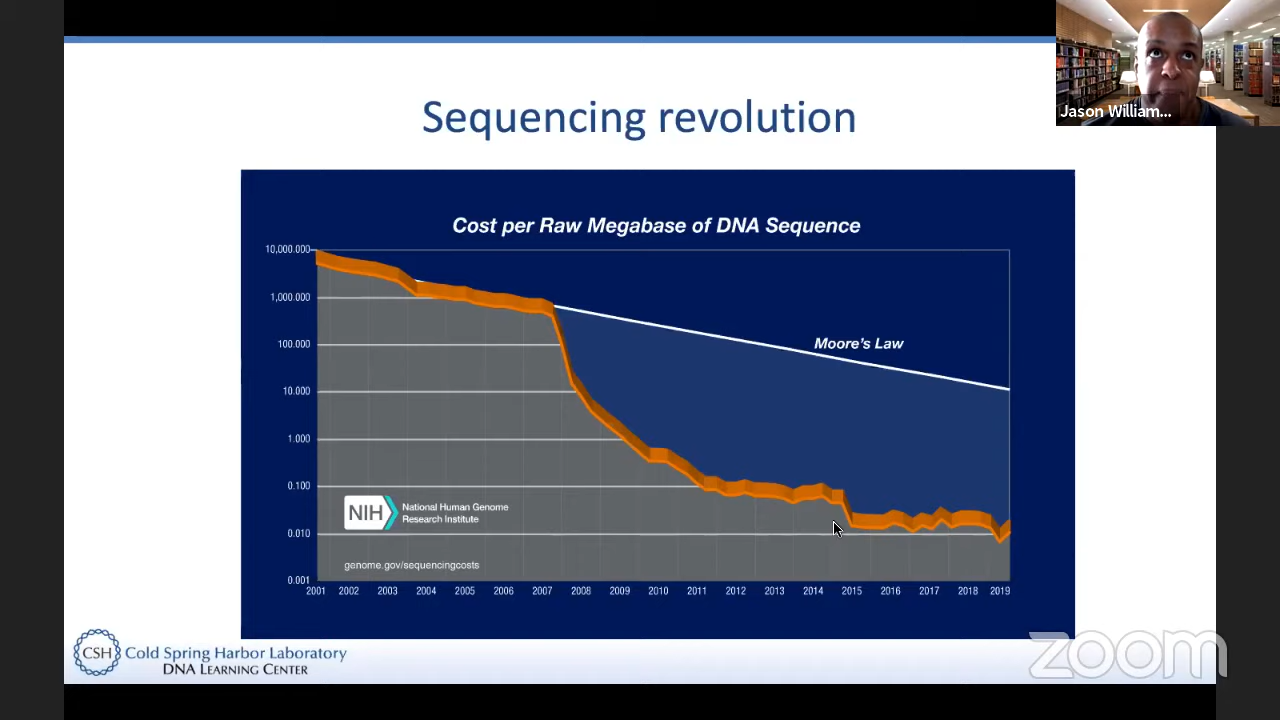 Jason William...
Sequencing revolution
Cost per Raw Megabase of DNA Sequence
10,000.000
1,000.000
100.000
10.000
1.000
0.100
0.010
0.001
Moore's Law
NIH
National Human Genome
Research Institute
genome.gov/sequencingcosts
2001 2002 2003 2004 2005 2006 2007 2008 2009 2010 2011 2012 2013 2014 2015 2016 2017 2018 2019
CSH
Cold Spring Harbor Laboratory
DNA LEARNING CENTER
zoom